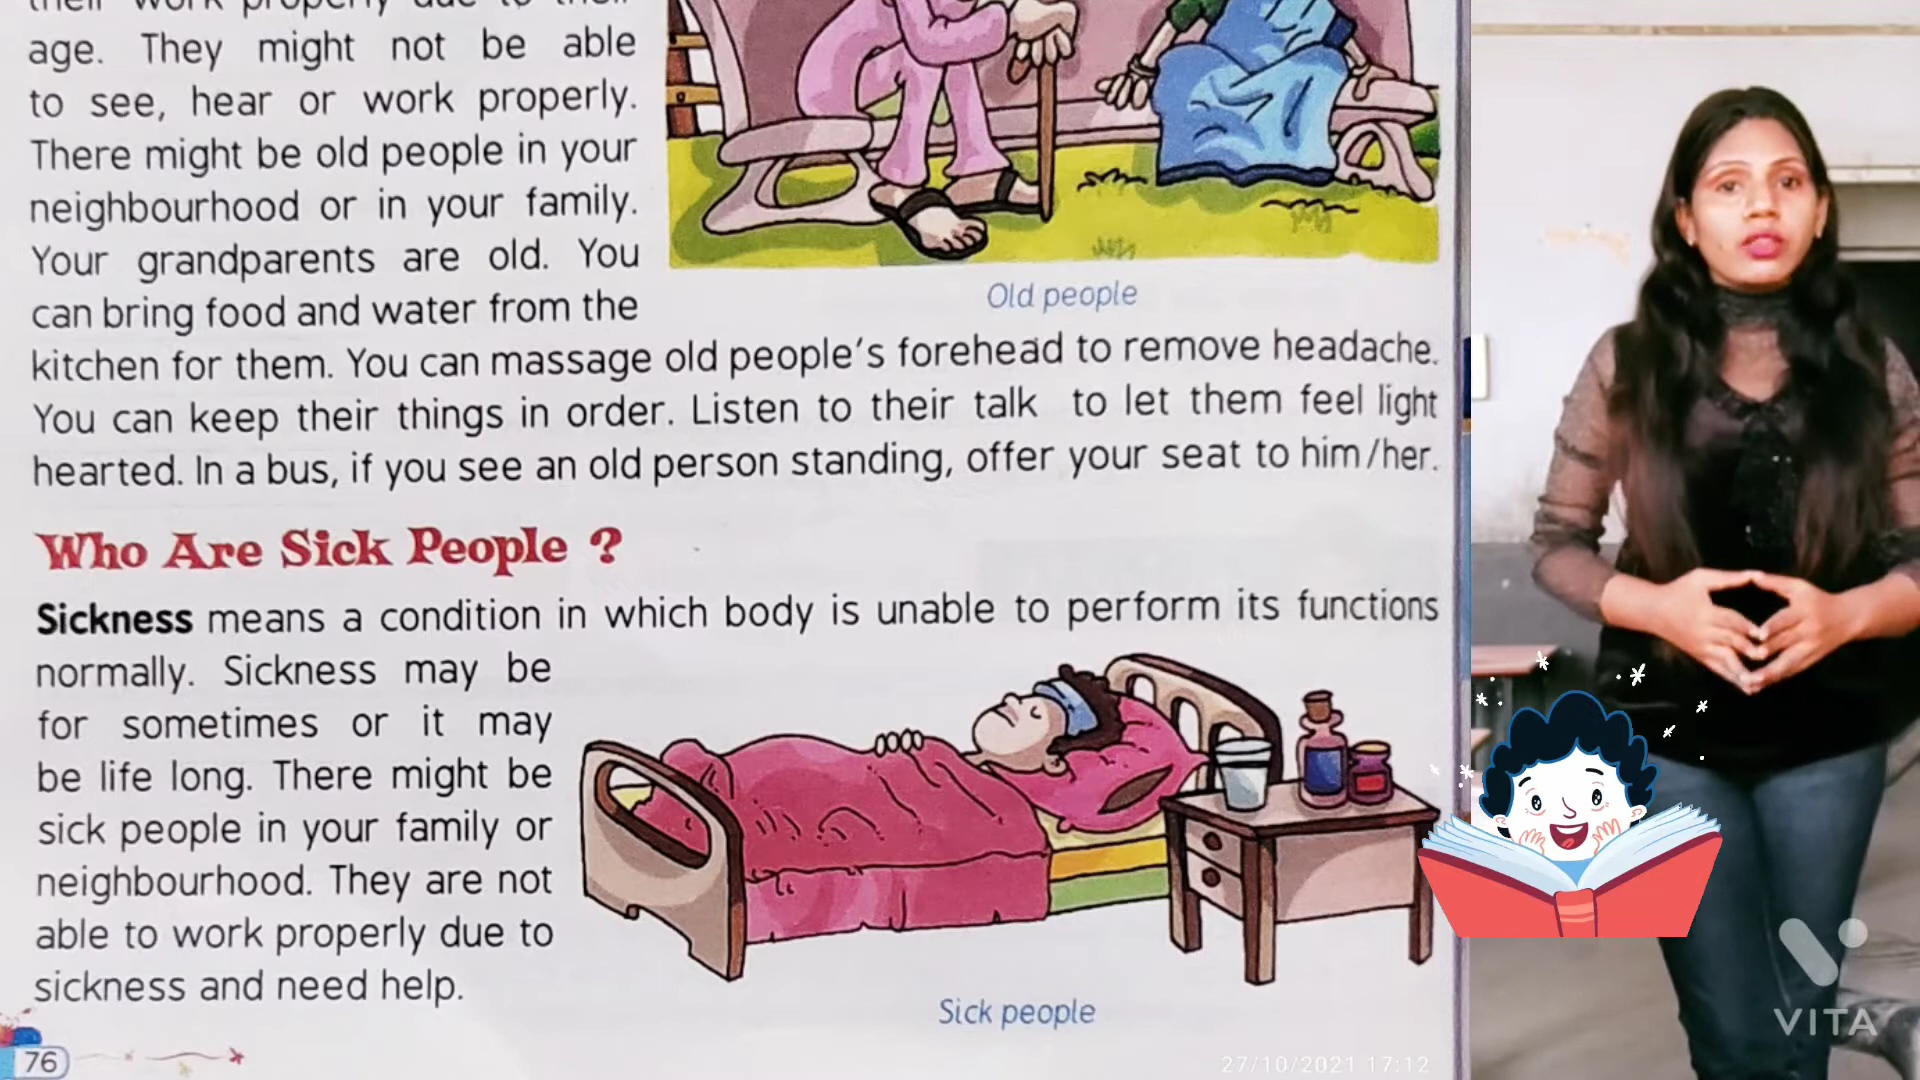 their work properly due to their
age. They might not be able
to see, hear or work properly.
There might be old people in your
neighbourhood or in your family.
Your grandparents are old. You
can bring food and water from the
Old people
kitchen for them. You can massage old people's forehead to remove headache.
You can keep their things in order. Listen to their talk to let them feel light
hearted. In a bus, if you see an old person standing, offer your seat to him/her.
Who Are Sick People ?
Sickness means a condition in which body is unable to perform its functions
normally. Sickness may be
for sometimes or it may
be life long. There might be
sick people in your family or
neighbourhood. They are not
able to work properly due to
sickness and need help.
Sick people
76
27/10/2021 17:12
VITA